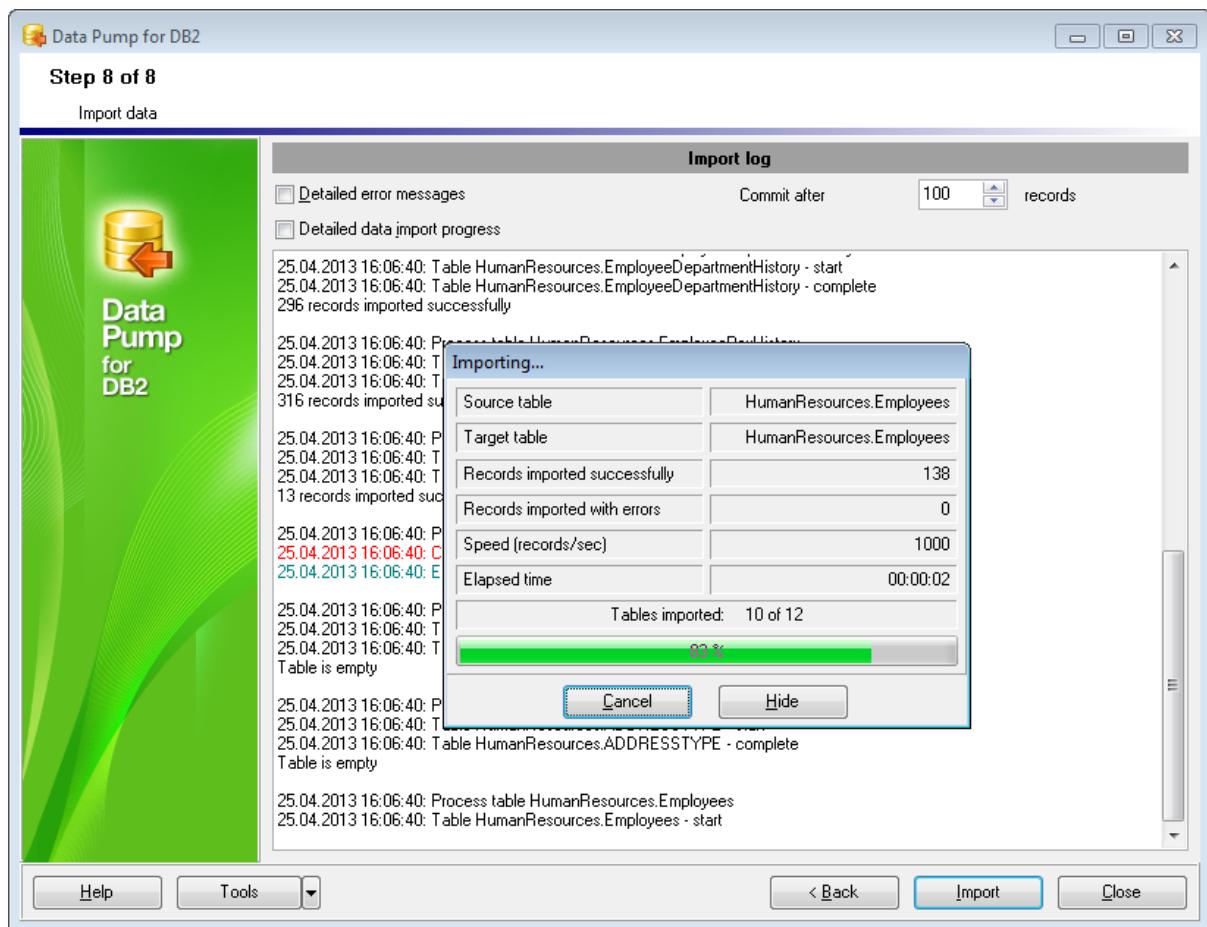 Data Pump for DB2
Step 8 of 8
Import data
Data
Pump
for
DB2
Import log
Detailed error messages
Commit after 100 records
Detailed data import progress
25.04.2013 16:06:40: Table HumanResources.EmployeeDepartmentHistory - start
25.04.2013 16:06:40: Table HumanResources.EmployeeDepartmentHistory - complete
296 records imported successfully
25.04.2013 16:06:40: Process table HumanResources.EmployeePayHistory
25.04.2013 16:06:40: T
25.04.2013 16:06:40: T
316 records imported su
25.04.2013 16:06:40: P
25.04.2013 16:06:40: T
25.04.2013 16:06:40: T
13 records imported suc
25.04.2013 16:06:40: P
25.04.2013 16:06:40: C
25.04.2013 16:06:40: E
25.04.2013 16:06:40: P
25.04.2013 16:06:40: T
25.04.2013 16:06:40: T
Table is empty
25.04.2013 16:06:40: P
25.04.2013 16:06:40: T
25.04.2013 16:06:40: Table HumanResources.ADDRESSTYPE - complete
Table is empty
25.04.2013 16:06:40: Process table HumanResources.Employees
25.04.2013 16:06:40: Table HumanResources.Employees - start
Importing...
Source table HumanResources.Employees
Target table HumanResources.Employees
Records imported successfully 138
Records imported with errors 0
Speed (records/sec) 1000
Elapsed time 00:00:02
Tables imported: 10 of 12
83 %
Cancel Hide
Help Tools < Back Import Close